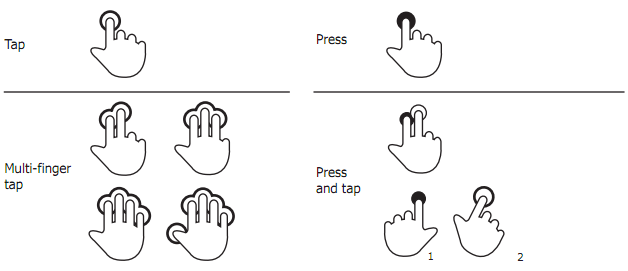 Tap
Press
Multi-finger
tap
Press
and tap
1
2